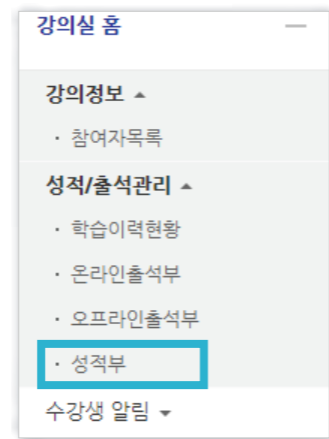 강의실 홈
강의정보
· 참여자목록
성적/출석관리
· 학습이력현황
· 온라인출석부
· 오프라인출석부
· 성적부
수강생 알림